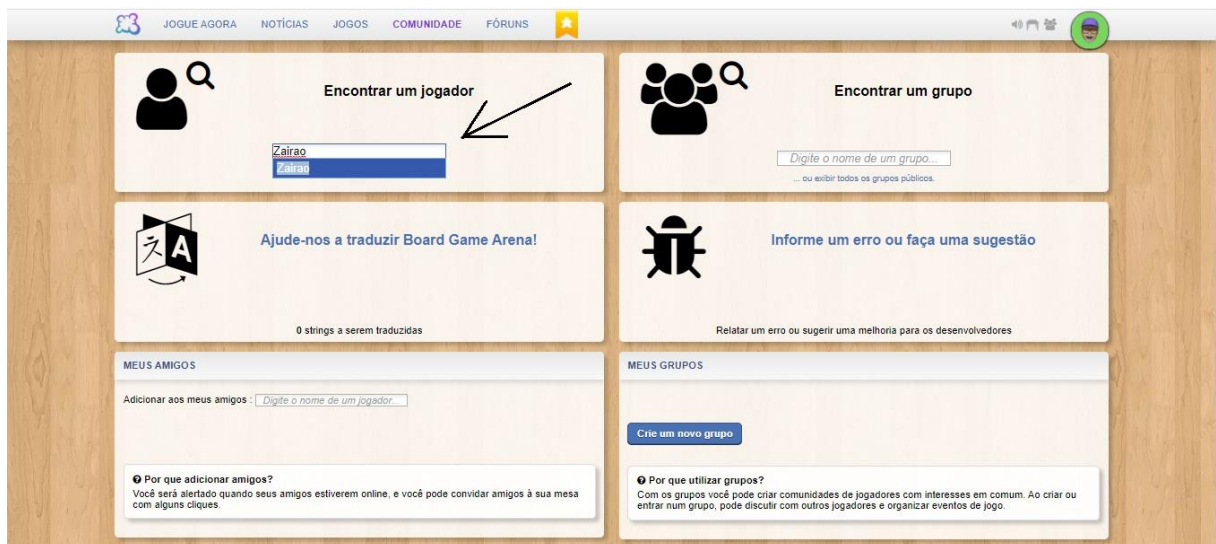 JOGUE AGORA NOTÍCIAS JOGOS COMUNIDADE FÓRUNS
Encontrar um jogador
Zairao
Zairao
Encontrar um grupo
Digite o nome de um grupo...
... ou exibir todos os grupos públicos.
Ajude-nos a traduzir Board Game Arena!
0 strings a serem traduzidas
Informe um erro ou faça uma sugestão
Relatar um erro ou sugerir uma melhoria para os desenvolvedores
MEUS AMIGOS
Adicionar aos meus amigos : Digite o nome de um jogador...
Por que adicionar amigos?
Você será alertado quando seus amigos estiverem online, e você pode convidar amigos à sua mesa
com alguns cliques.
MEUS GRUPOS
Crie um novo grupo
Por que utilizar grupos?
Com os grupos você pode criar comunidades de jogadores com interesses em comum. Ao criar ou
entrar num grupo, pode discutir com outros jogadores e organizar eventos de jogo.